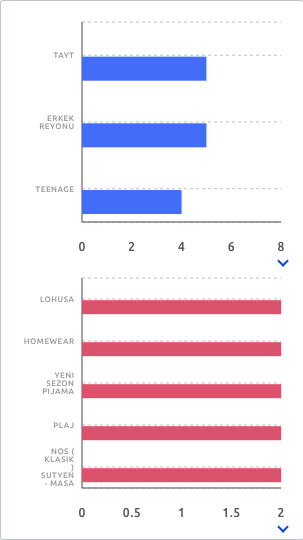 TAYT
ERKEK
REYONU
TEENAGE
0 2 4 6 8
LOHUSA
HOMEWEAR
YENI
SEZON
PIJAMA
PLAJ
NOS (
KLASIK
)
SUTYEN
- MASA
0 0.5 1 1.5 2